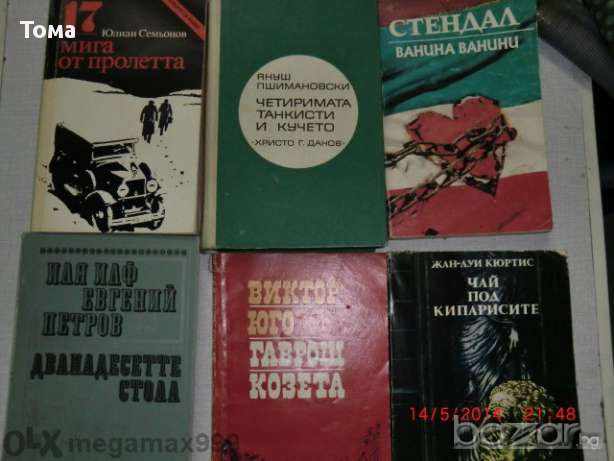 Тома
17
Юлиан Семьонов
мига
от пролетта
ЯНУШ
ПШИМАНОВСКИ
ЧЕТИРИМАТА
ТАНКИСТИ
И КУЧЕТО
·ХРИСТО Г. ДАНОВ·
СТЕНДАЛ
ВАНИНА ВАНИНИ
ИЛЯ ИЛФ
ЕВГЕНИЙ
ПЕТРОВ
ДВАНАДЕСЕТТЕ
СТОЛА
ВИКТОР
ЮГО
ГАВРОШ
КОЗЕТА
ЖАН-ЛУИ КЮРТИС
ЧАЙ
ПОД
КИПАРИСИТЕ
14/5/2014 21:48
OLX megamax993
bazar.bg